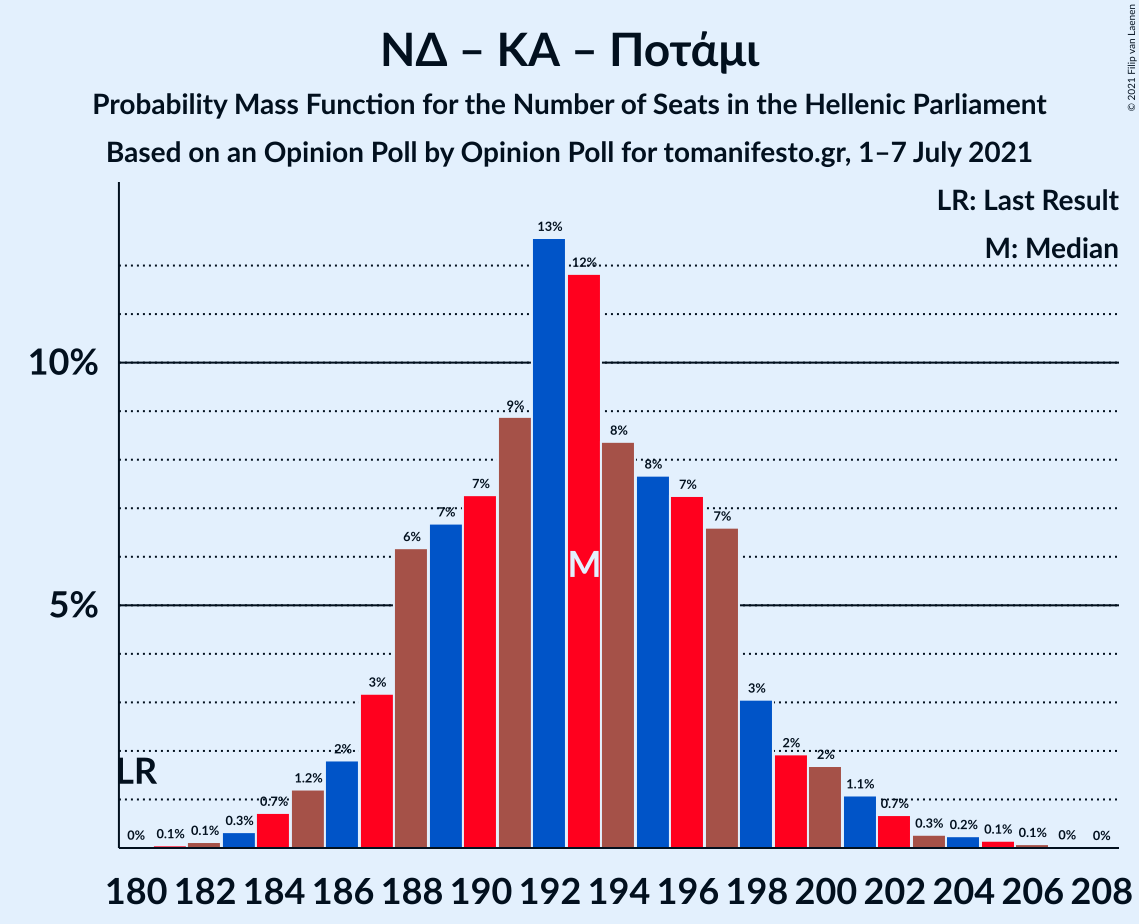 © 2021 Filip van Laenen
ΝΔ – ΚΑ – Ποτάμι
Probability Mass Function for the Number of Seats in the Hellenic Parliament
Based on an Opinion Poll by Opinion Poll for tomanifesto.gr, 1–7 July 2021
LR: Last Result
M: Median
10%
5%
0% 0.1% 0.1% 0.3% 0.7% 1.2% 2% 3% 6% 7% 7% 9% 13% 12% 8% 8% 7% 7% 3% 2% 2% 1.1% 0.7% 0.3% 0.2% 0.1% 0.1% 0% 0%
M
LR
180 182 184 186 188 190 192 194 196 198 200 202 204 206 208